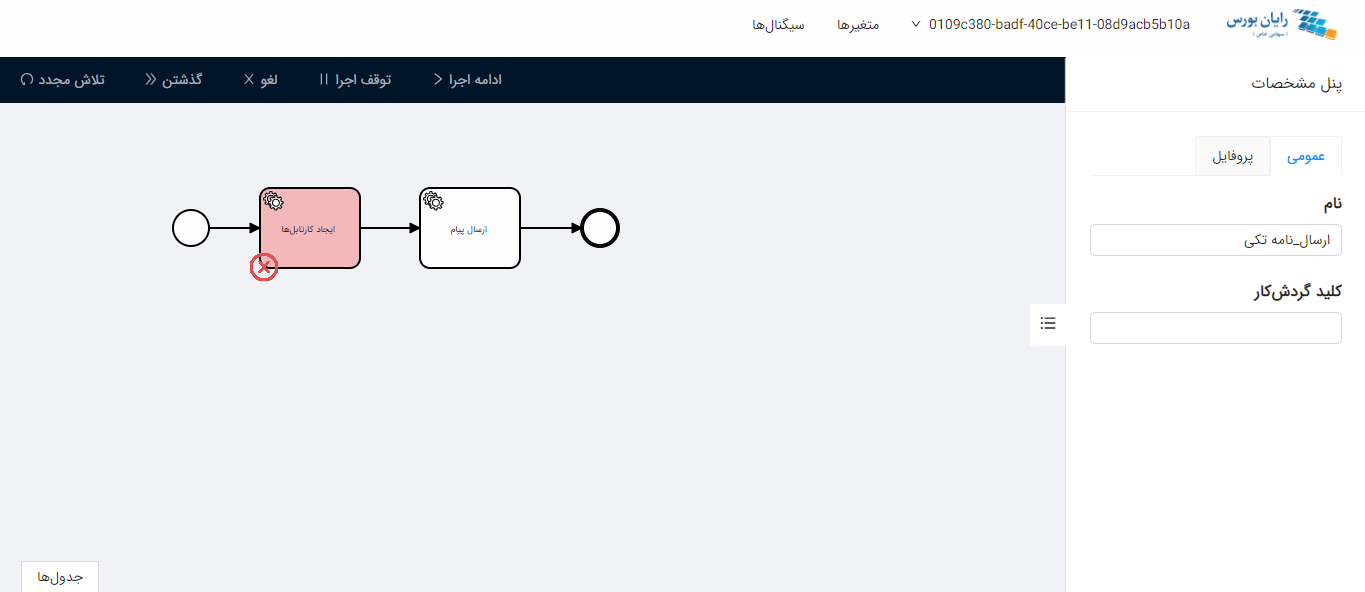 رایان بورس
( سهامی خاص )
0109c380-badf-40ce-be11-08d9acb5b10a
متغیرها
سیگنال‌ها
پنل مشخصات
ادامه اجرا
توقف اجرا
لغو
گذشتن
تلاش مجدد
عمومی
پروفایل
نام
ارسال_نامه تکی
کلید گردش‌کار
ایجاد کارتابل‌ها
ارسال پیام
جدول‌ها